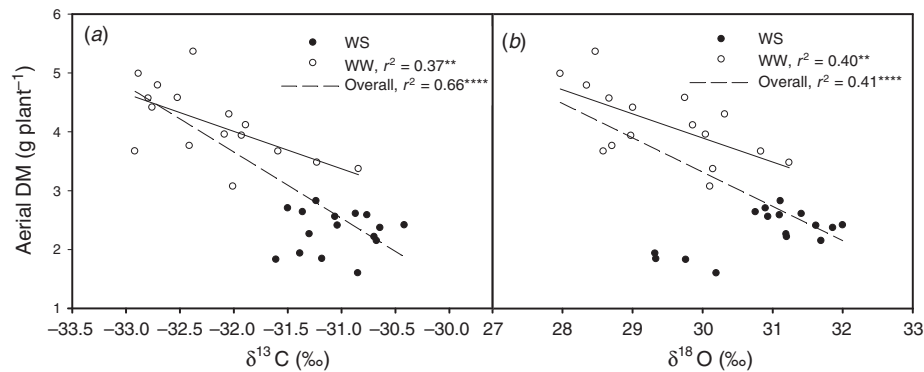 (a)
WS
WW, r² = 0.37**
Overall, r² = 0.66****
(b)
WS
WW, r² = 0.40**
Overall, r² = 0.41****
Aerial DM (g plant⁻¹)
6
5
4
3
2
1
–33.5 –33.0 –32.5 –32.0 –31.5 –31.0 –30.5 –30.0 27 28 29 30 31 32 33
δ¹³C (‰) δ¹⁸O (‰)